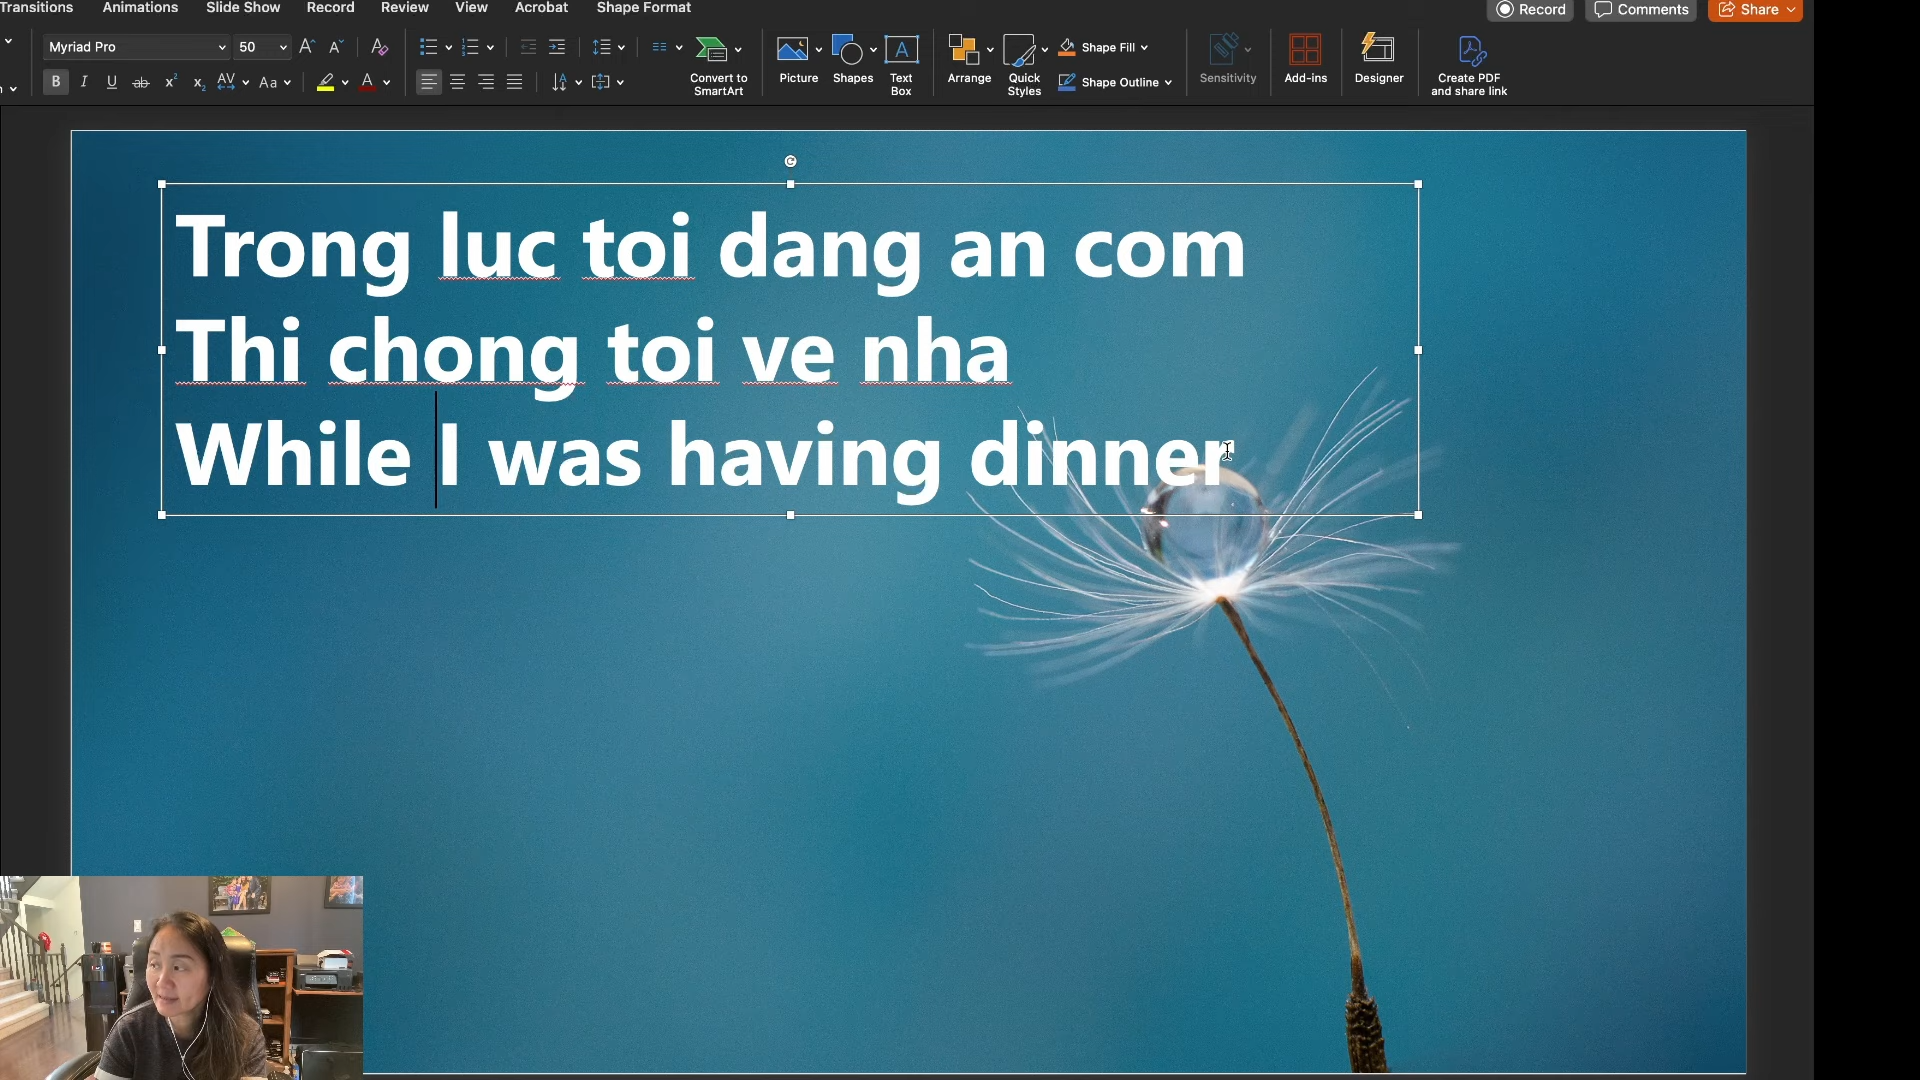 Transitions Animations Slide Show Record Review View Acrobat Shape Format Record Comments Share
Myriad Pro 50
Convert to SmartArt
Picture
Shapes
Text Box
Arrange
Quick Styles
Shape Fill
Shape Outline
Sensitivity
Add-ins
Designer
Create PDF and share link
Trong luc toi dang an com
Thi chong toi ve nha
While I was having dinner